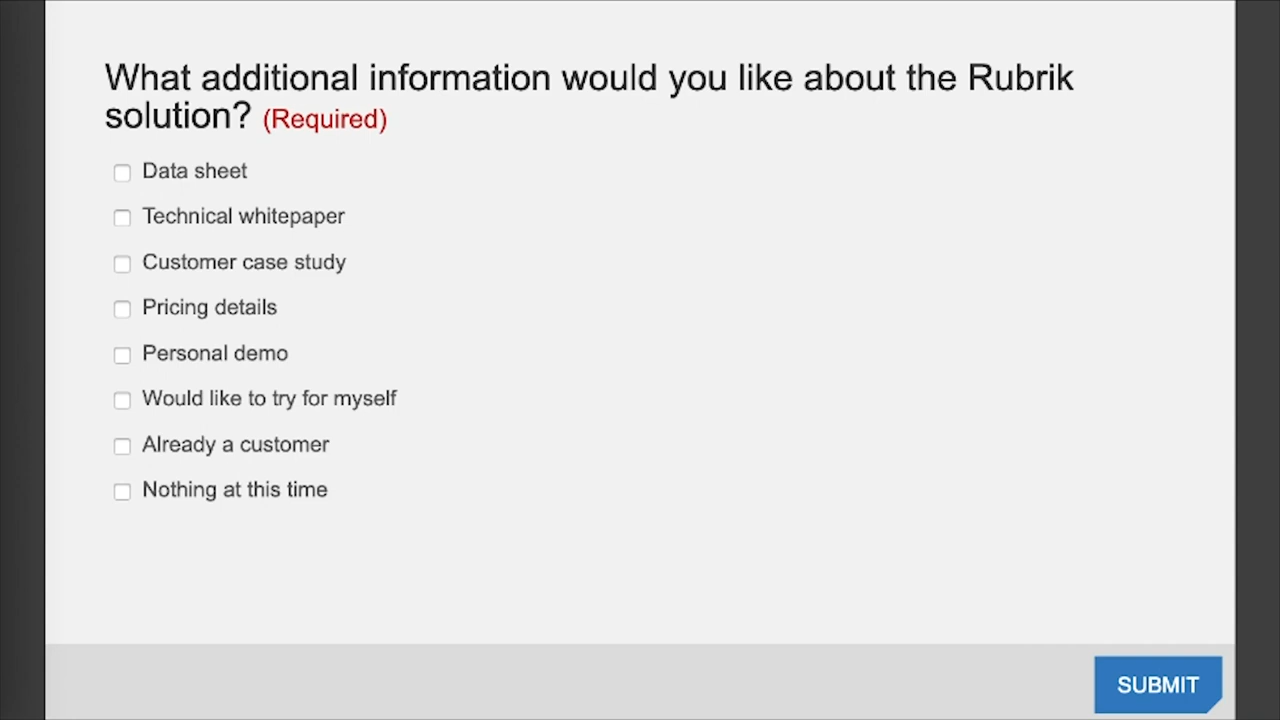 What additional information would you like about the Rubrik
solution? (Required)
Data sheet
Technical whitepaper
Customer case study
Pricing details
Personal demo
Would like to try for myself
Already a customer
Nothing at this time
SUBMIT